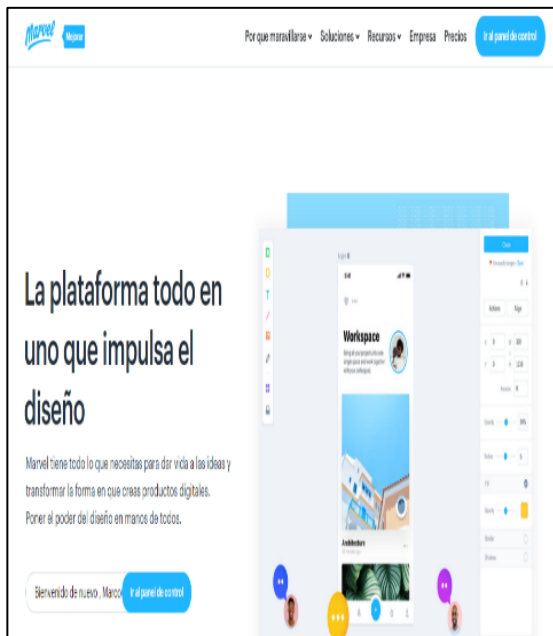 Marvel
Mejorar
Por que maravillarse Soluciones Recursos Empresa Precios Ir al panel de control
La plataforma todo en
uno que impulsa el
diseño
Marvel tiene todo lo que necesitas para dar vida a las ideas y
transformar la forma en que creas productos digitales.
Poner el poder del diseño en manos de todos.
Bienvenido de nuevo, Marco Ir al panel de control
Workspace
Architecture
Close